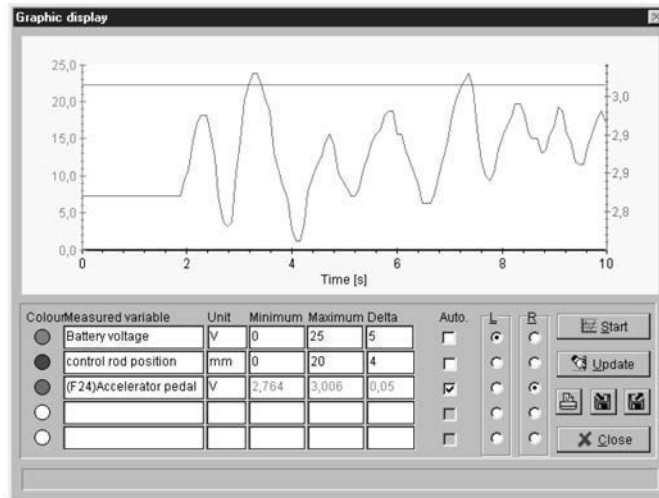 Graphic display
25,0
20,0
15,0
10,0
5,0
0,0
3,0
2,9
2,9
2,8
0 2 4 6 8 10
Time [s]
Colour Measured variable Unit Minimum Maximum Delta Auto. L R
Battery voltage V 0 25 5
control rod position mm 0 20 4
(F24)Accelerator pedal V 2,764 3,006 0,05
Start
Update
Close